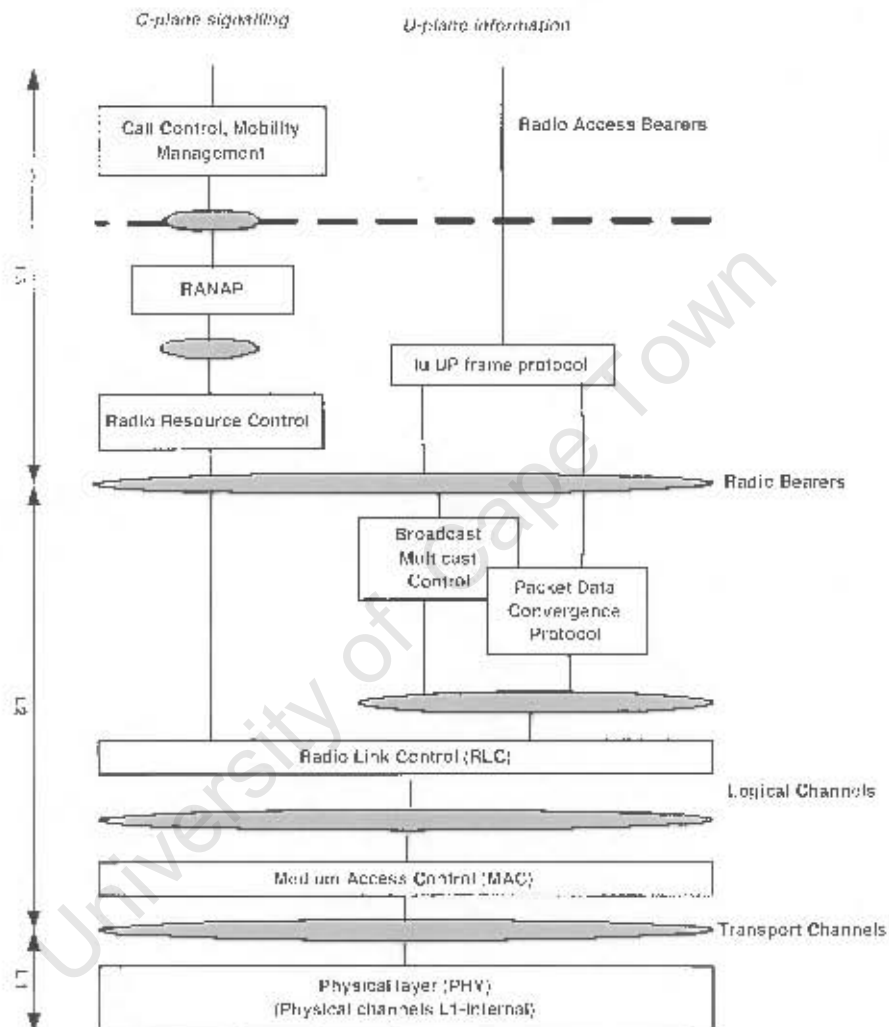 C-plane signalling
U-plane information
Call Control, Mobility
Management
Radio Access Bearers
RANAP
Iu UP frame protocol
L3
Radio Resource Control
Radio Bearers
Broadcast
Multicast
Control
Packet Data
Convergence
Protocol
L2
Radio Link Control (RLC)
Logical Channels
Medium Access Control (MAC)
Transport Channels
L1
Physical layer (PHY)
(Physical channels L1-internal)
University of Cape Town